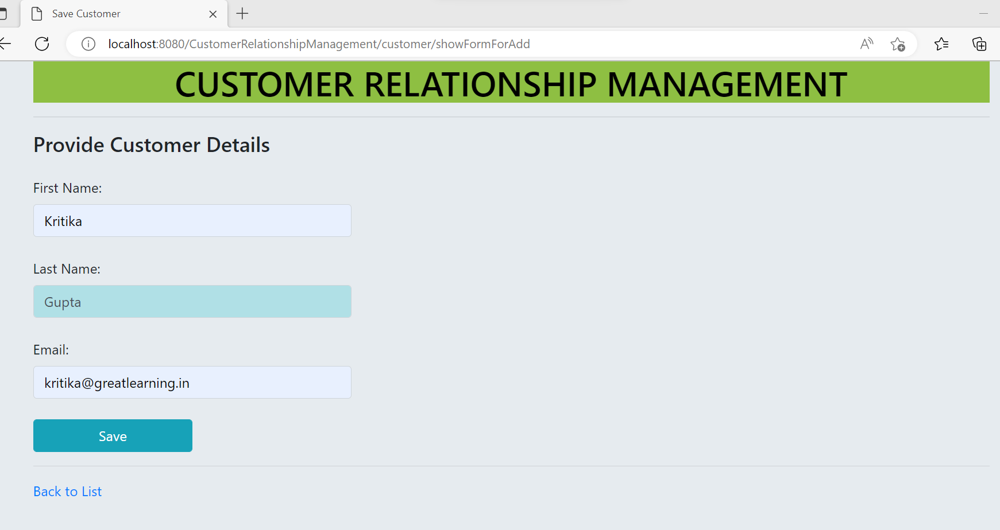 Save Customer
localhost:8080/CustomerRelationshipManagement/customer/showFormForAdd
CUSTOMER RELATIONSHIP MANAGEMENT
Provide Customer Details
First Name:
Kritika
Last Name:
Gupta
Email:
kritika@greatlearning.in
Save
Back to List